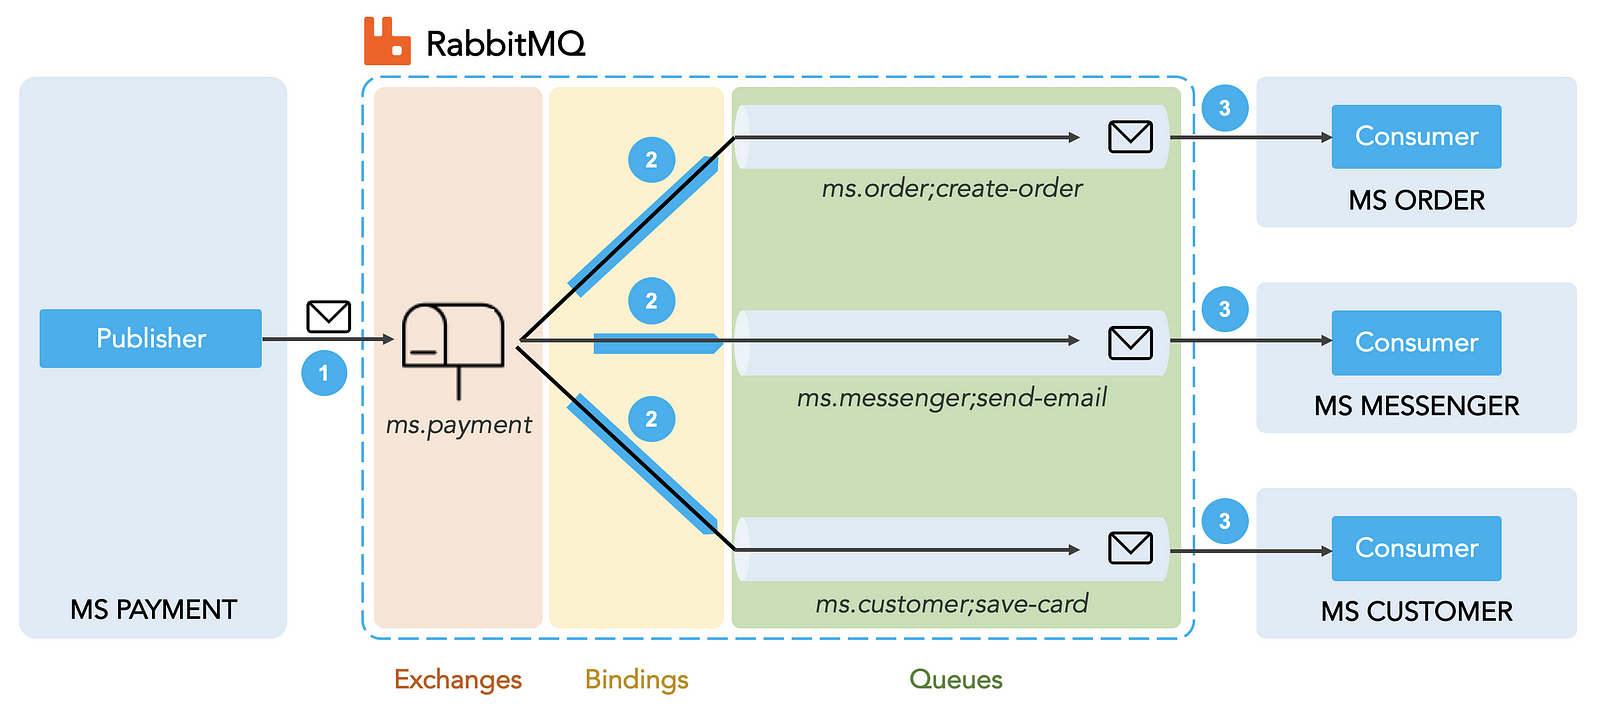 RabbitMQ
Publisher
1
MS PAYMENT
ms.payment
2
2
2
ms.order;create-order
ms.messenger;send-email
ms.customer;save-card
3
Consumer
MS ORDER
3
Consumer
MS MESSENGER
3
Consumer
MS CUSTOMER
Exchanges
Bindings
Queues